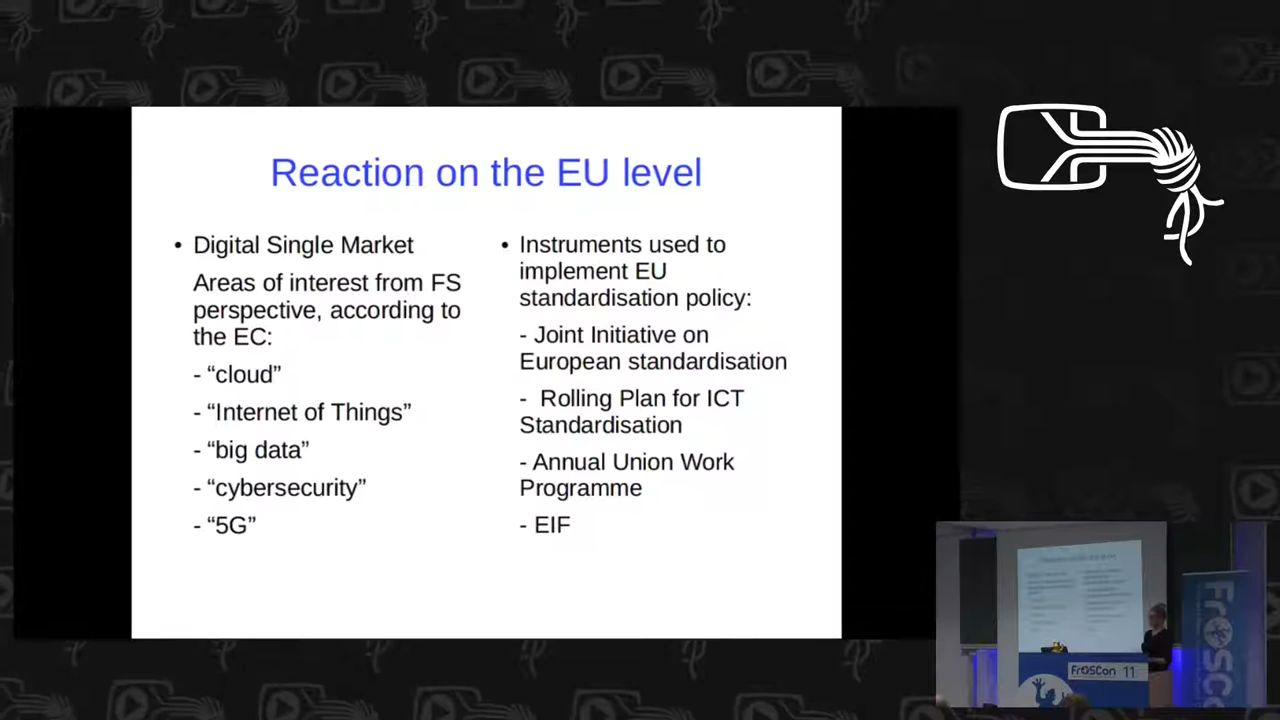 Reaction on the EU level
• Digital Single Market
Areas of interest from FS
perspective, according to
the EC:
- “cloud”
- “Internet of Things”
- “big data”
- “cybersecurity”
- “5G”
• Instruments used to
implement EU
standardisation policy:
- Joint Initiative on
European standardisation
- Rolling Plan for ICT
Standardisation
- Annual Union Work
Programme
- EIF
FrOSCon 11
FrOSCo